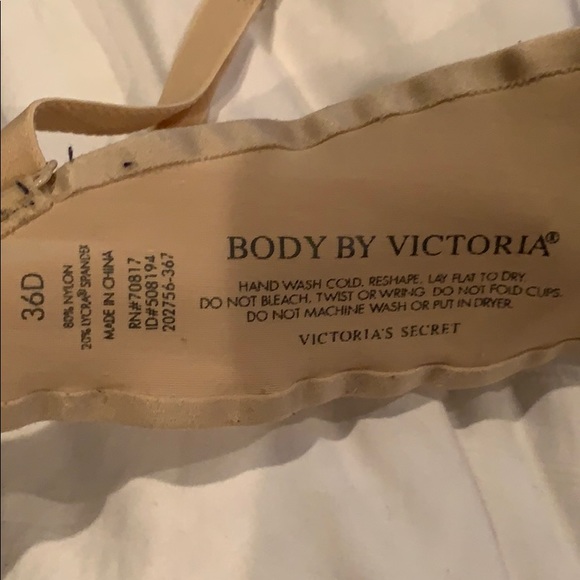 36D
80% NYLON
20% LYCRA® SPANDEX
MADE IN CHINA
RN#70817
ID#508194
202756-367
BODY BY VICTORIA®
HAND WASH COLD. RESHAPE. LAY FLAT TO DRY.
DO NOT BLEACH, TWIST OR WRING. DO NOT FOLD CUPS.
DO NOT MACHINE WASH OR PUT IN DRYER.
VICTORIA'S SECRET